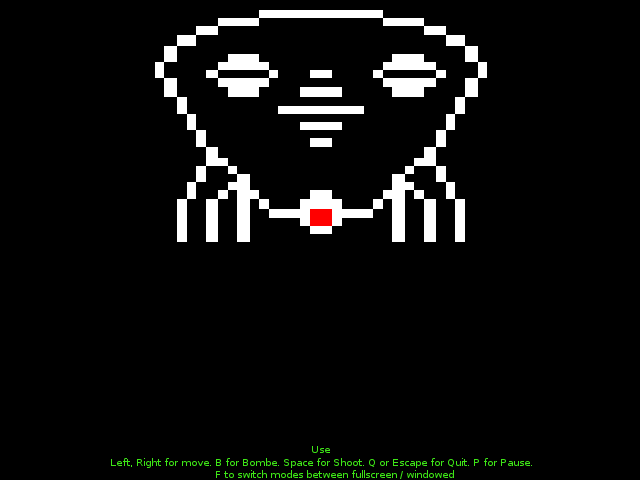 Use
Left, Right for move. B for Bombe. Space for Shoot. Q or Escape for Quit. P for Pause.
F to switch modes between fullscreen / windowed